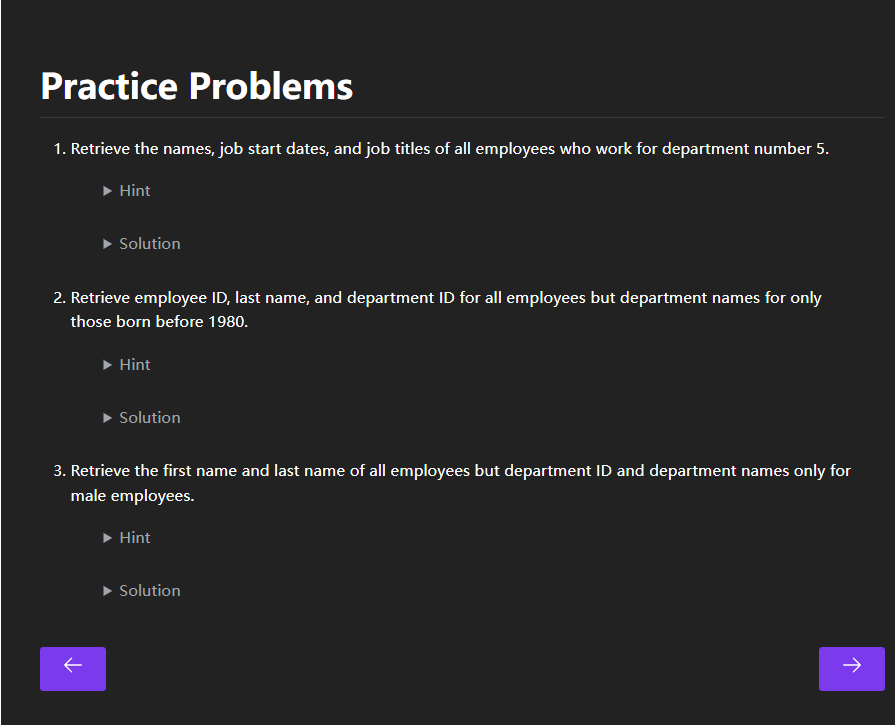 Practice Problems
1. Retrieve the names, job start dates, and job titles of all employees who work for department number 5.
Hint
Solution
2. Retrieve employee ID, last name, and department ID for all employees but department names for only
those born before 1980.
Hint
Solution
3. Retrieve the first name and last name of all employees but department ID and department names only for
male employees.
Hint
Solution